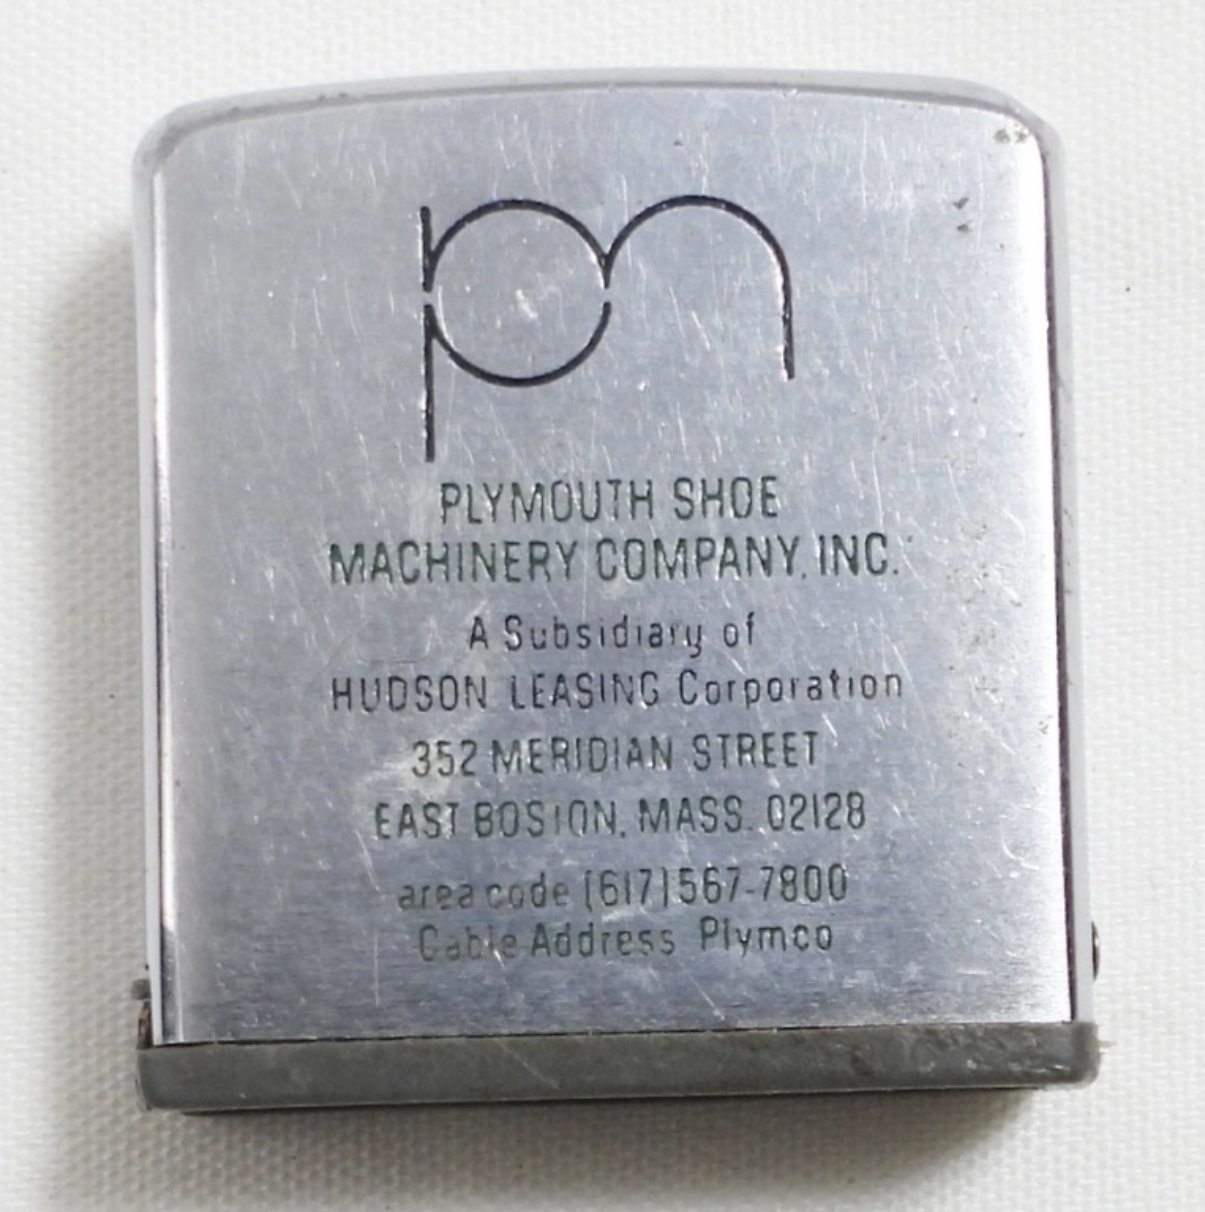 pm
PLYMOUTH SHOE
MACHINERY COMPANY, INC.
A Subsidiary of
HUDSON LEASING Corporation
352 MERIDIAN STREET
EAST BOSTON, MASS. 02128
area code (617) 567-7800
Cable Address Plymco